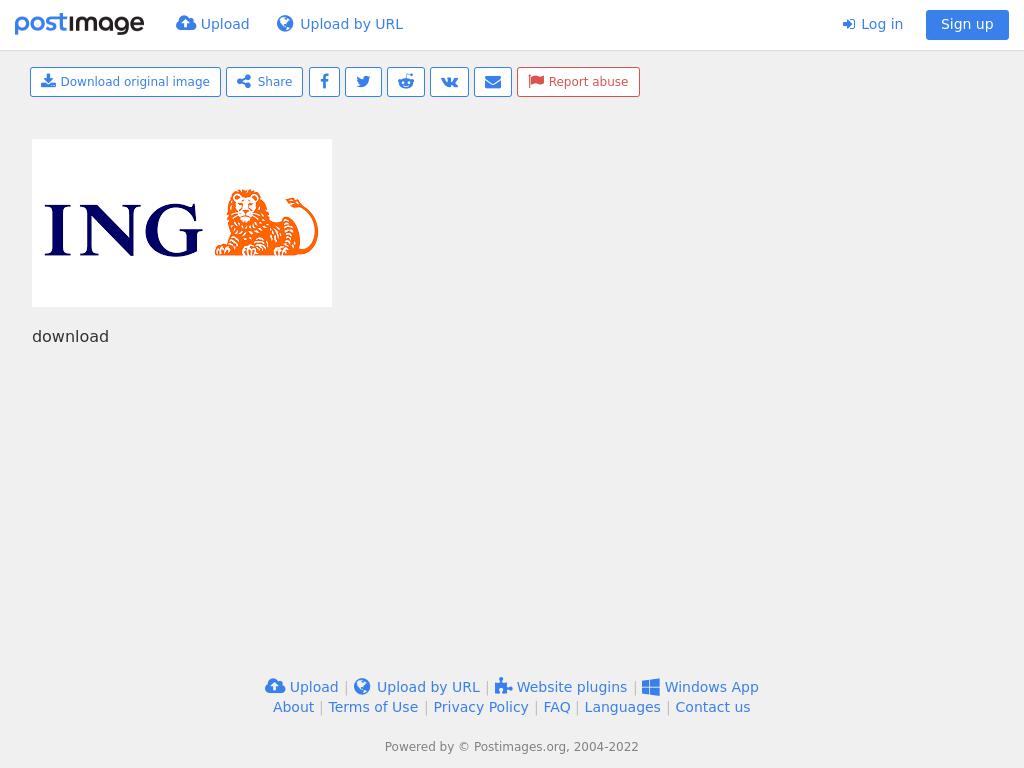 postimage Upload Upload by URL Log in Sign up
Download original image Share Report abuse
ING
download
Upload | Upload by URL | Website plugins | Windows App
About | Terms of Use | Privacy Policy | FAQ | Languages | Contact us
Powered by © Postimages.org, 2004-2022